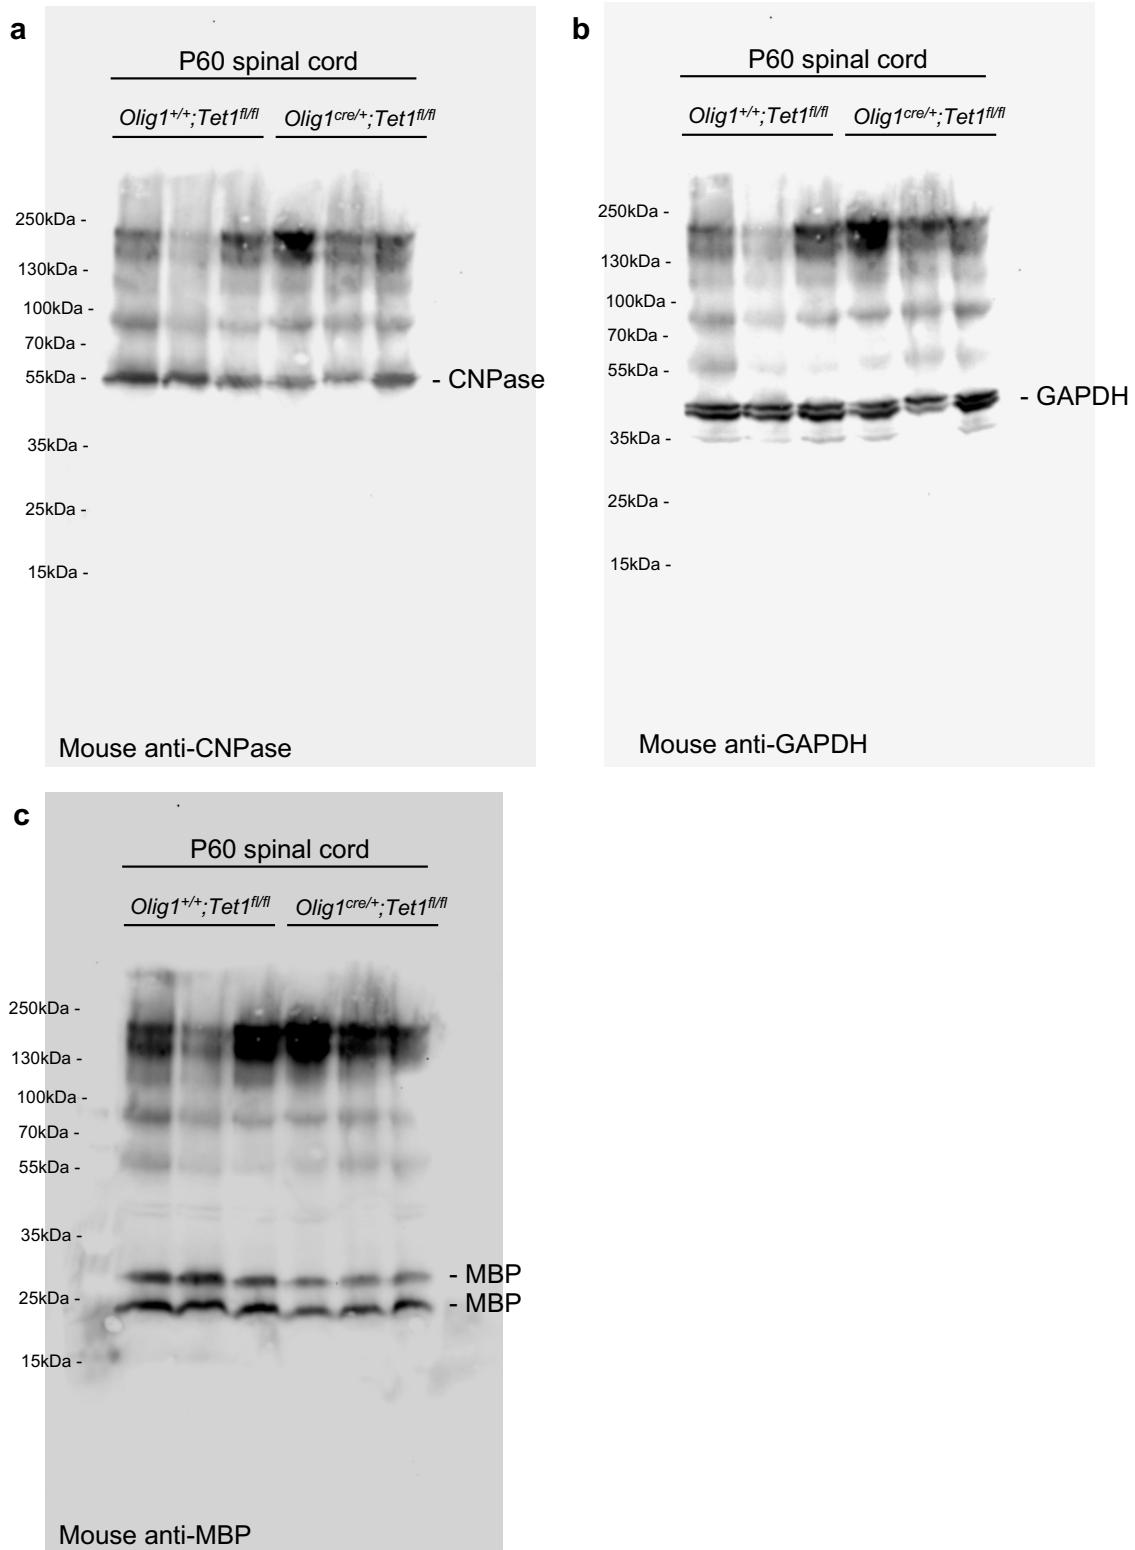 a
P60 spinal cord
Olig1+/+;Tet1fl/fl Olig1cre/+;Tet1fl/fl
250kDa -
130kDa -
100kDa -
70kDa -
55kDa -
- CNPase
35kDa -
25kDa -
15kDa -
Mouse anti-CNPase
b
P60 spinal cord
Olig1+/+;Tet1fl/fl Olig1cre/+;Tet1fl/fl
250kDa -
130kDa -
100kDa -
70kDa -
55kDa -
- GAPDH
35kDa -
25kDa -
15kDa -
Mouse anti-GAPDH
c
P60 spinal cord
Olig1+/+;Tet1fl/fl Olig1cre/+;Tet1fl/fl
250kDa -
130kDa -
100kDa -
70kDa -
55kDa -
35kDa -
- MBP
25kDa -
- MBP
15kDa -
Mouse anti-MBP